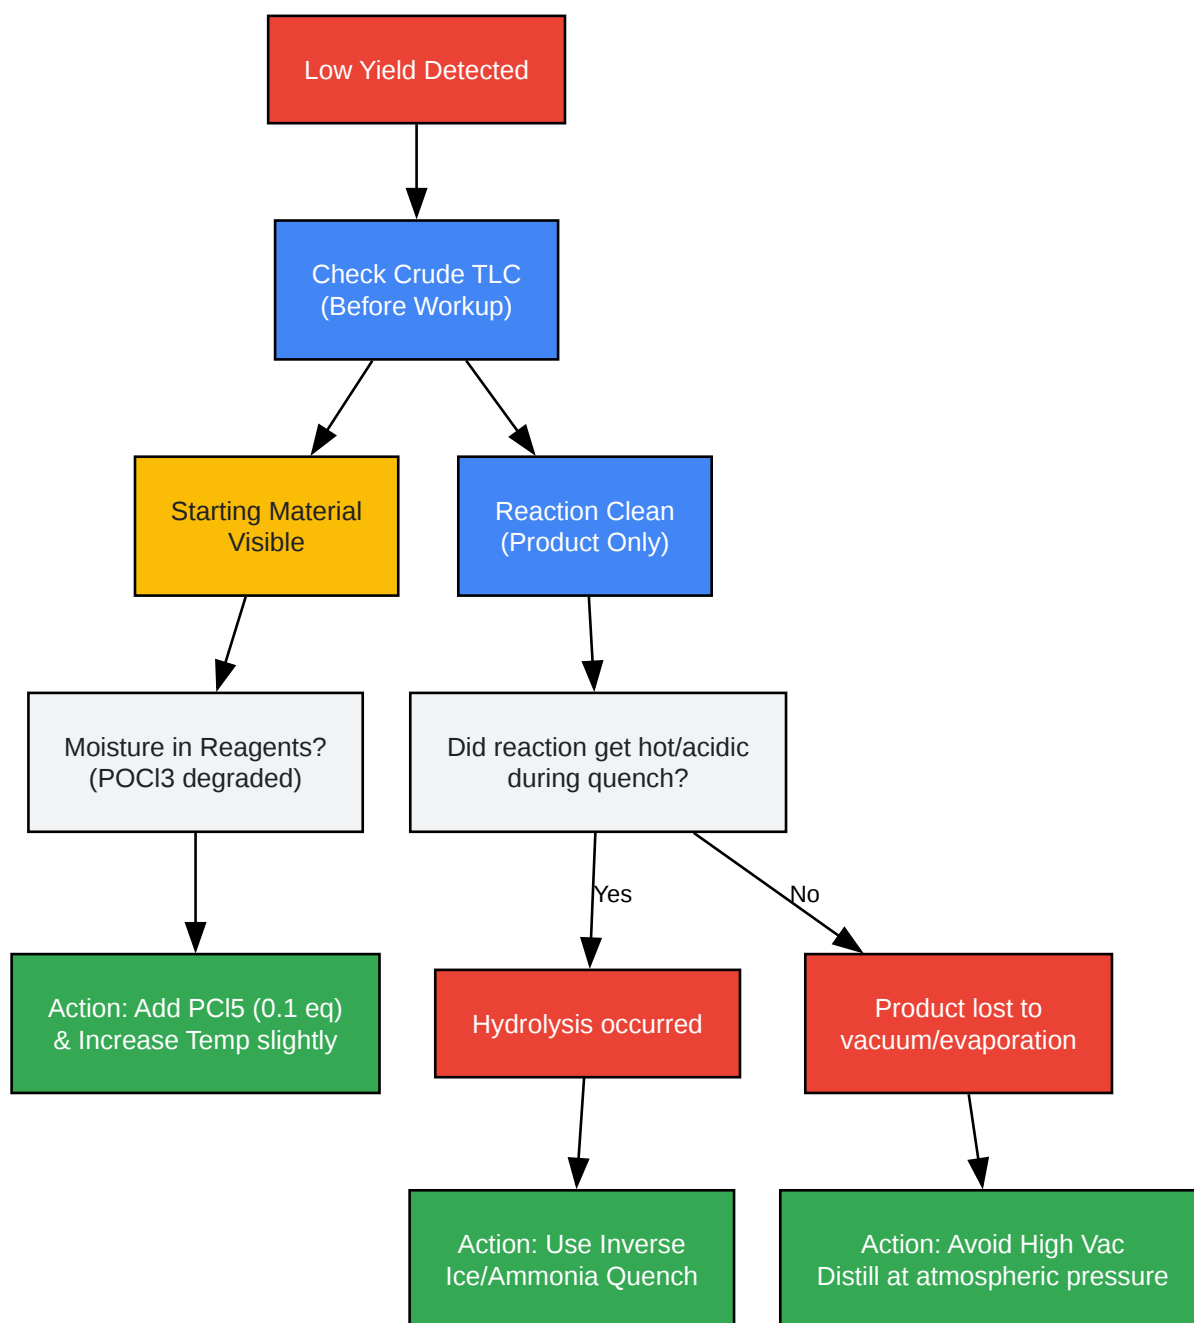 Low Yield Detected
Check Crude TLC
(Before Workup)
Starting Material
Visible
Reaction Clean
(Product Only)
Moisture in Reagents?
(POCl3 degraded)
Did reaction get hot/acidic
during quench?
Yes
No
Action: Add PCl5 (0.1 eq)
& Increase Temp slightly
Hydrolysis occurred
Product lost to
vacuum/evaporation
Action: Use Inverse
Ice/Ammonia Quench
Action: Avoid High Vac
Distill at atmospheric pressure